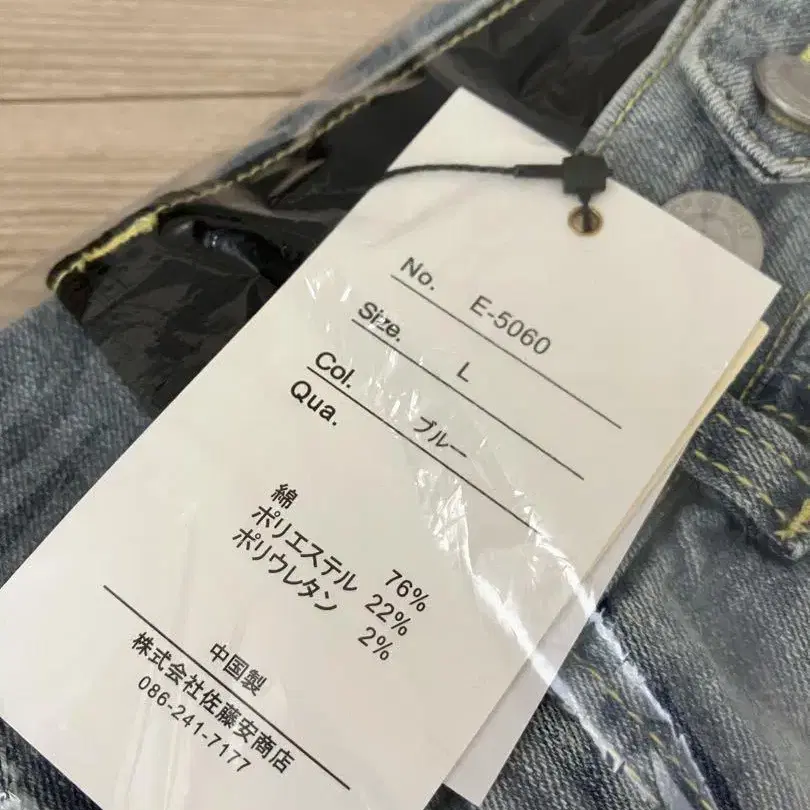 No. E-5060
Size. L
Col. ブルー
Qua.
綿 76%
ポリエステル 22%
ポリウレタン 2%
中国製
株式会社佐藤安商店
086-241-7177